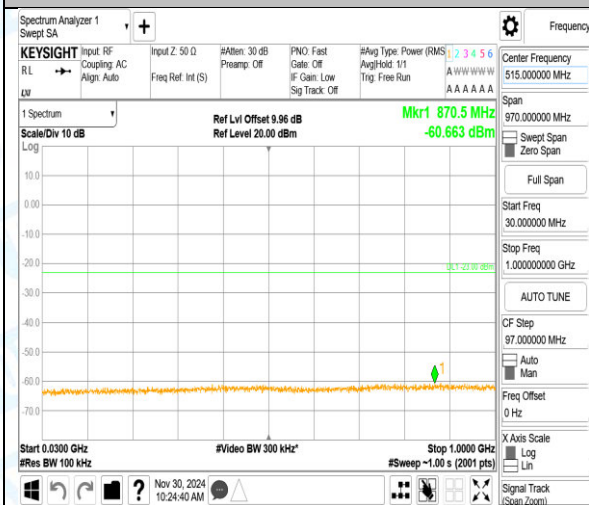 Spectrum Analyzer 1
Swept SA
+
Frequency
KEYSIGHT
RL
LXI
Input: RF
Coupling: AC
Align: Auto
Input Z: 50 Ω
Freq Ref: Int (S)
#Atten: 30 dB
Preamp: Off
PNO: Fast
Gate: Off
IF Gain: Low
Sig Track: Off
#Avg Type: Power (RMS
Avg|Hold: 1/1
Trig: Free Run
1 2 3 4 5 6
A W W W W W
A A A A A A
1 Spectrum
Scale/Div 10 dB
Log
Ref Lvl Offset 9.96 dB
Ref Level 20.00 dBm
Mkr1 870.5 MHz
-60.663 dBm
10.0
0.00
-10.0
-20.0
DL1 -23.00 dBm
-30.0
-40.0
-50.0
-60.0
1
-70.0
Start 0.0300 GHz
#Res BW 100 kHz
#Video BW 300 kHz*
Stop 1.0000 GHz
#Sweep ~1.00 s (2001 pts)
?
Nov 30, 2024
10:24:40 AM
Center Frequency
515.000000 MHz
Span
970.000000 MHz
Swept Span
Zero Span
Full Span
Start Freq
30.000000 MHz
Stop Freq
1.000000000 GHz
AUTO TUNE
CF Step
97.000000 MHz
Auto
Man
Freq Offset
0 Hz
X Axis Scale
Log
Lin
Signal Track
(Span Zoom)